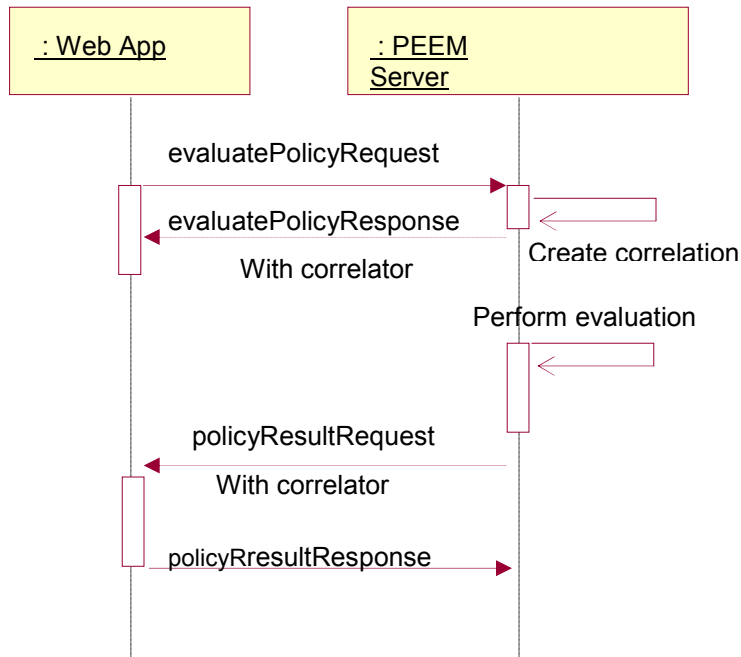 : Web App
: PEEM
Server
evaluatePolicyRequest
evaluatePolicyResponse
With correlator
Create correlation
Perform evaluation
policyResultRequest
With correlator
policyRresultResponse